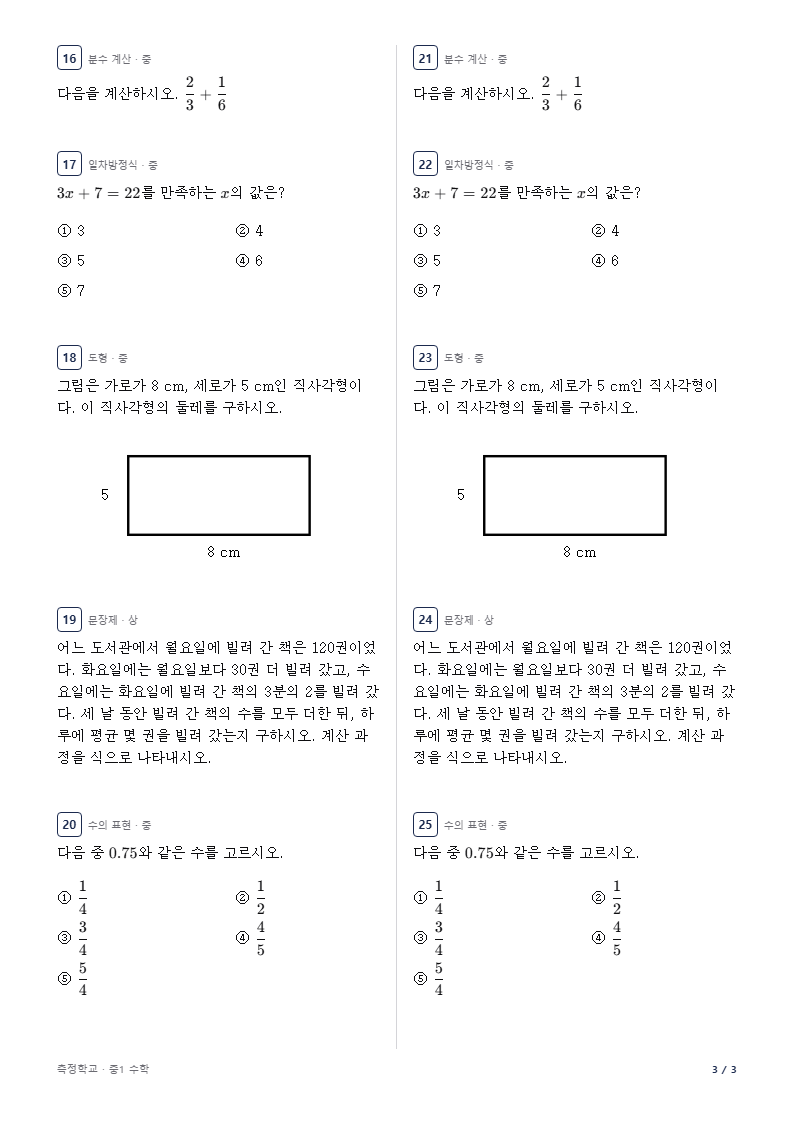 16 분수 계산 · 중
다음을 계산하시오. 2/3 + 1/6
17 일차방정식 · 중
3x + 7 = 22를 만족하는 x의 값은?
① 3 ② 4
③ 5 ④ 6
⑤ 7
18 도형 · 중
그림은 가로가 8 cm, 세로가 5 cm인 직사각형이
다. 이 직사각형의 둘레를 구하시오.
5
8 cm
19 문장제 · 상
어느 도서관에서 월요일에 빌려 간 책은 120권이었
다. 화요일에는 월요일보다 30권 더 빌려 갔고, 수
요일에는 화요일에 빌려 간 책의 3분의 2를 빌려 갔
다. 세 날 동안 빌려 간 책의 수를 모두 더한 뒤, 하
루에 평균 몇 권을 빌려 갔는지 구하시오. 계산 과
정을 식으로 나타내시오.
20 수의 표현 · 중
다음 중 0.75와 같은 수를 고르시오.
① 1/4 ② 1/2
③ 3/4 ④ 4/5
⑤ 5/4
21 분수 계산 · 중
다음을 계산하시오. 2/3 + 1/6
22 일차방정식 · 중
3x + 7 = 22를 만족하는 x의 값은?
① 3 ② 4
③ 5 ④ 6
⑤ 7
23 도형 · 중
그림은 가로가 8 cm, 세로가 5 cm인 직사각형이
다. 이 직사각형의 둘레를 구하시오.
5
8 cm
24 문장제 · 상
어느 도서관에서 월요일에 빌려 간 책은 120권이었
다. 화요일에는 월요일보다 30권 더 빌려 갔고, 수
요일에는 화요일에 빌려 간 책의 3분의 2를 빌려 갔
다. 세 날 동안 빌려 간 책의 수를 모두 더한 뒤, 하
루에 평균 몇 권을 빌려 갔는지 구하시오. 계산 과
정을 식으로 나타내시오.
25 수의 표현 · 중
다음 중 0.75와 같은 수를 고르시오.
① 1/4 ② 1/2
③ 3/4 ④ 4/5
⑤ 5/4
측정학교 · 중1 수학
3 / 3